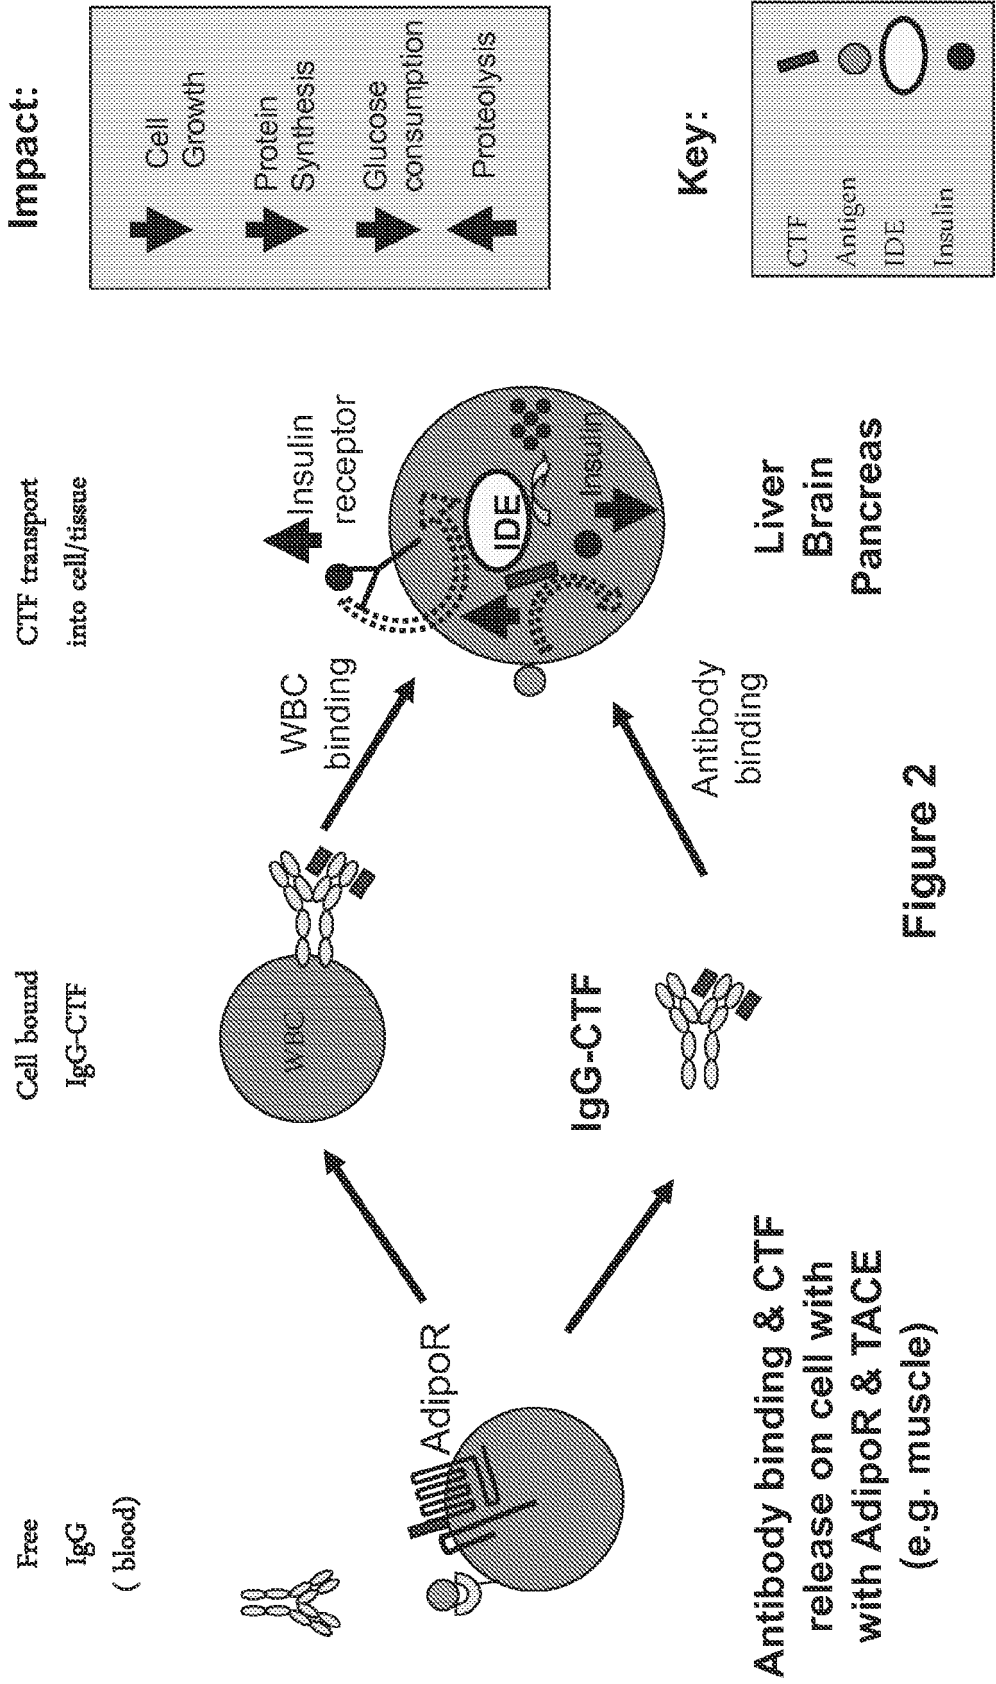 Free
IgG
( blood)
Cell bound
IgG-CTF
CTF transport
into cell/tissue
Impact:
Cell
Growth
Protein
Synthesis
Glucose
consumption
Proteolysis
AdipoR
WBC
WBC
binding
Insulin
receptor
IDE
Insulin
IgG-CTF
Antibody
binding
Liver
Brain
Pancreas
Key:
CTF
Antigen
IDE
Insulin
Antibody binding & CTF
release on cell with
with AdipoR & TACE
(e.g. muscle)
Figure 2